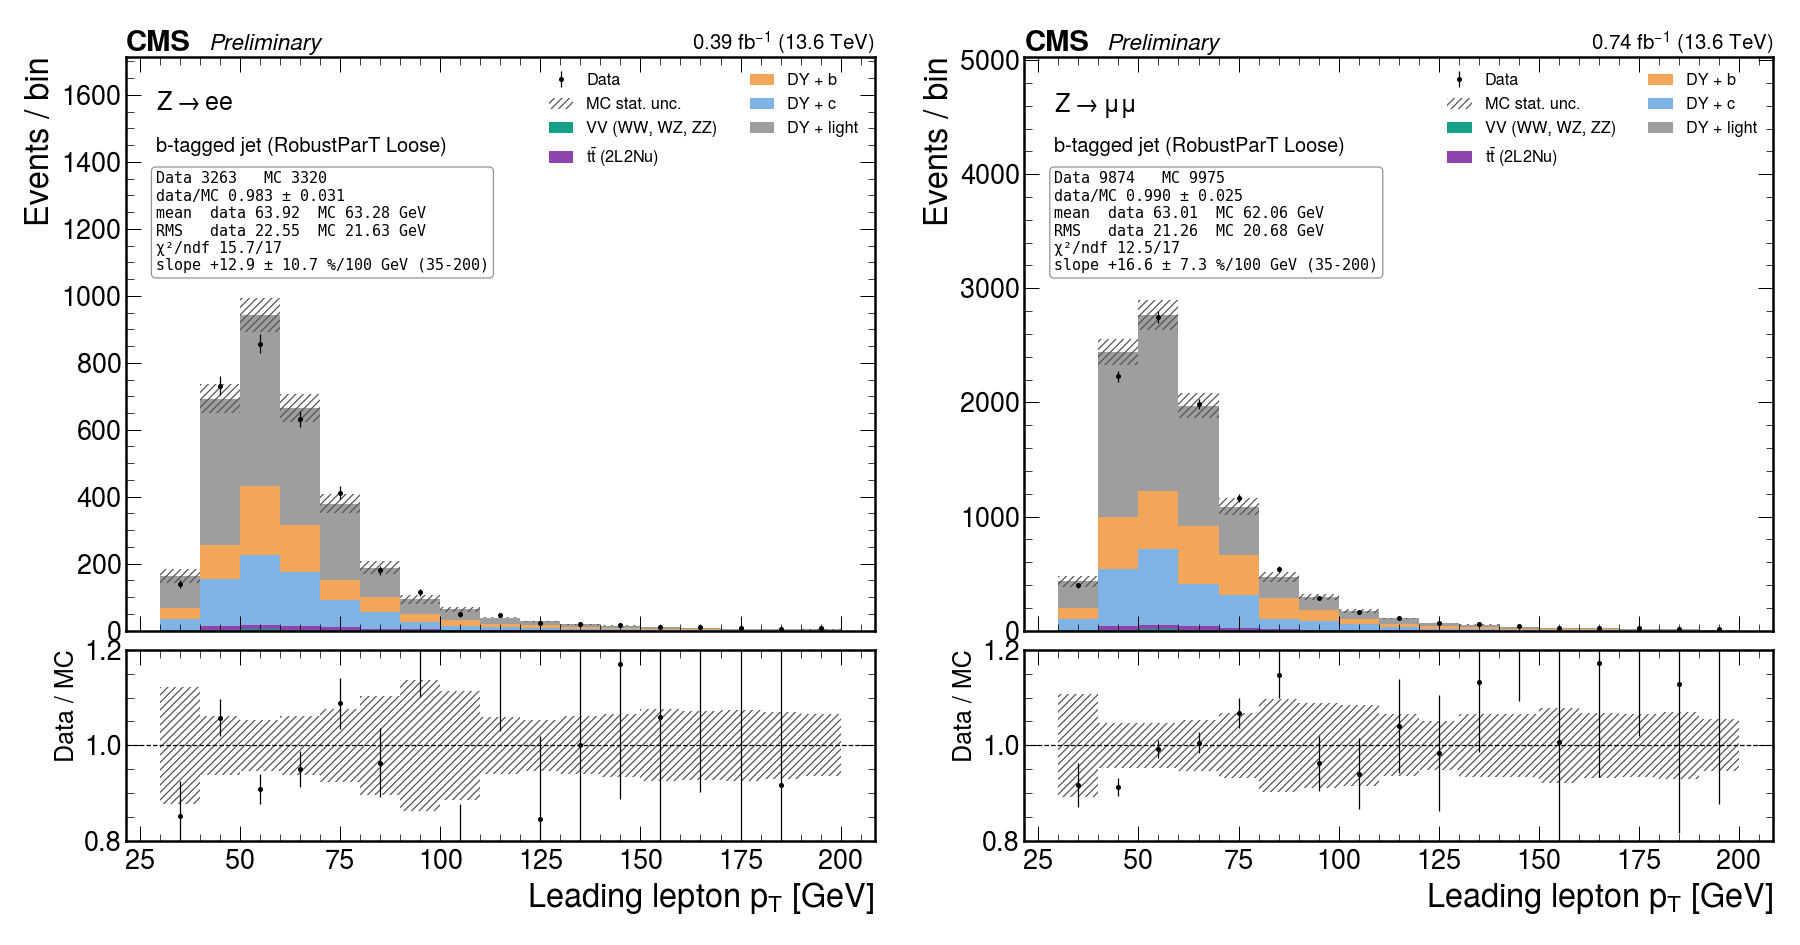 CMS Preliminary 0.39 fb⁻¹ (13.6 TeV)
Events / bin
1600
1400
1200
1000
800
600
400
200
0
Z → ee
b-tagged jet (RobustParT Loose)
Data 3263 MC 3320
data/MC 0.983 ± 0.031
mean data 63.92 MC 63.28 GeV
RMS data 22.55 MC 21.63 GeV
χ²/ndf 15.7/17
slope +12.9 ± 10.7 %/100 GeV (35-200)
Data
MC stat. unc.
VV (WW, WZ, ZZ)
tt̄ (2L2Nu)
DY + b
DY + c
DY + light
Data / MC
1.2
1.0
0.8
25 50 75 100 125 150 175 200
Leading lepton pT [GeV]
CMS Preliminary 0.74 fb⁻¹ (13.6 TeV)
Events / bin
5000
4000
3000
2000
1000
0
Z → μμ
b-tagged jet (RobustParT Loose)
Data 9874 MC 9975
data/MC 0.990 ± 0.025
mean data 63.01 MC 62.06 GeV
RMS data 21.26 MC 20.68 GeV
χ²/ndf 12.5/17
slope +16.6 ± 7.3 %/100 GeV (35-200)
Data
MC stat. unc.
VV (WW, WZ, ZZ)
tt̄ (2L2Nu)
DY + b
DY + c
DY + light
Data / MC
1.2
1.0
0.8
25 50 75 100 125 150 175 200
Leading lepton pT [GeV]